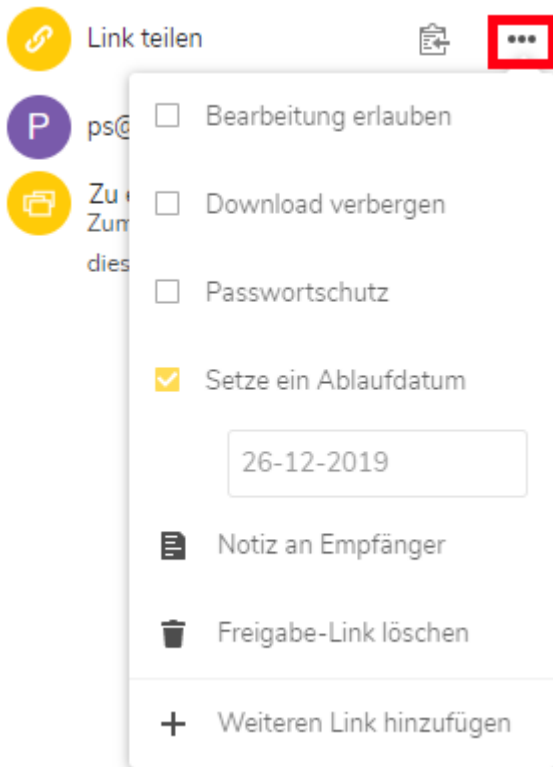 Link teilen
Bearbeitung erlauben
P ps@
Download verbergen
Zu
Zum
dies
Passwortschutz
Setze ein Ablaufdatum
26-12-2019
Notiz an Empfänger
Freigabe-Link löschen
Weiteren Link hinzufügen